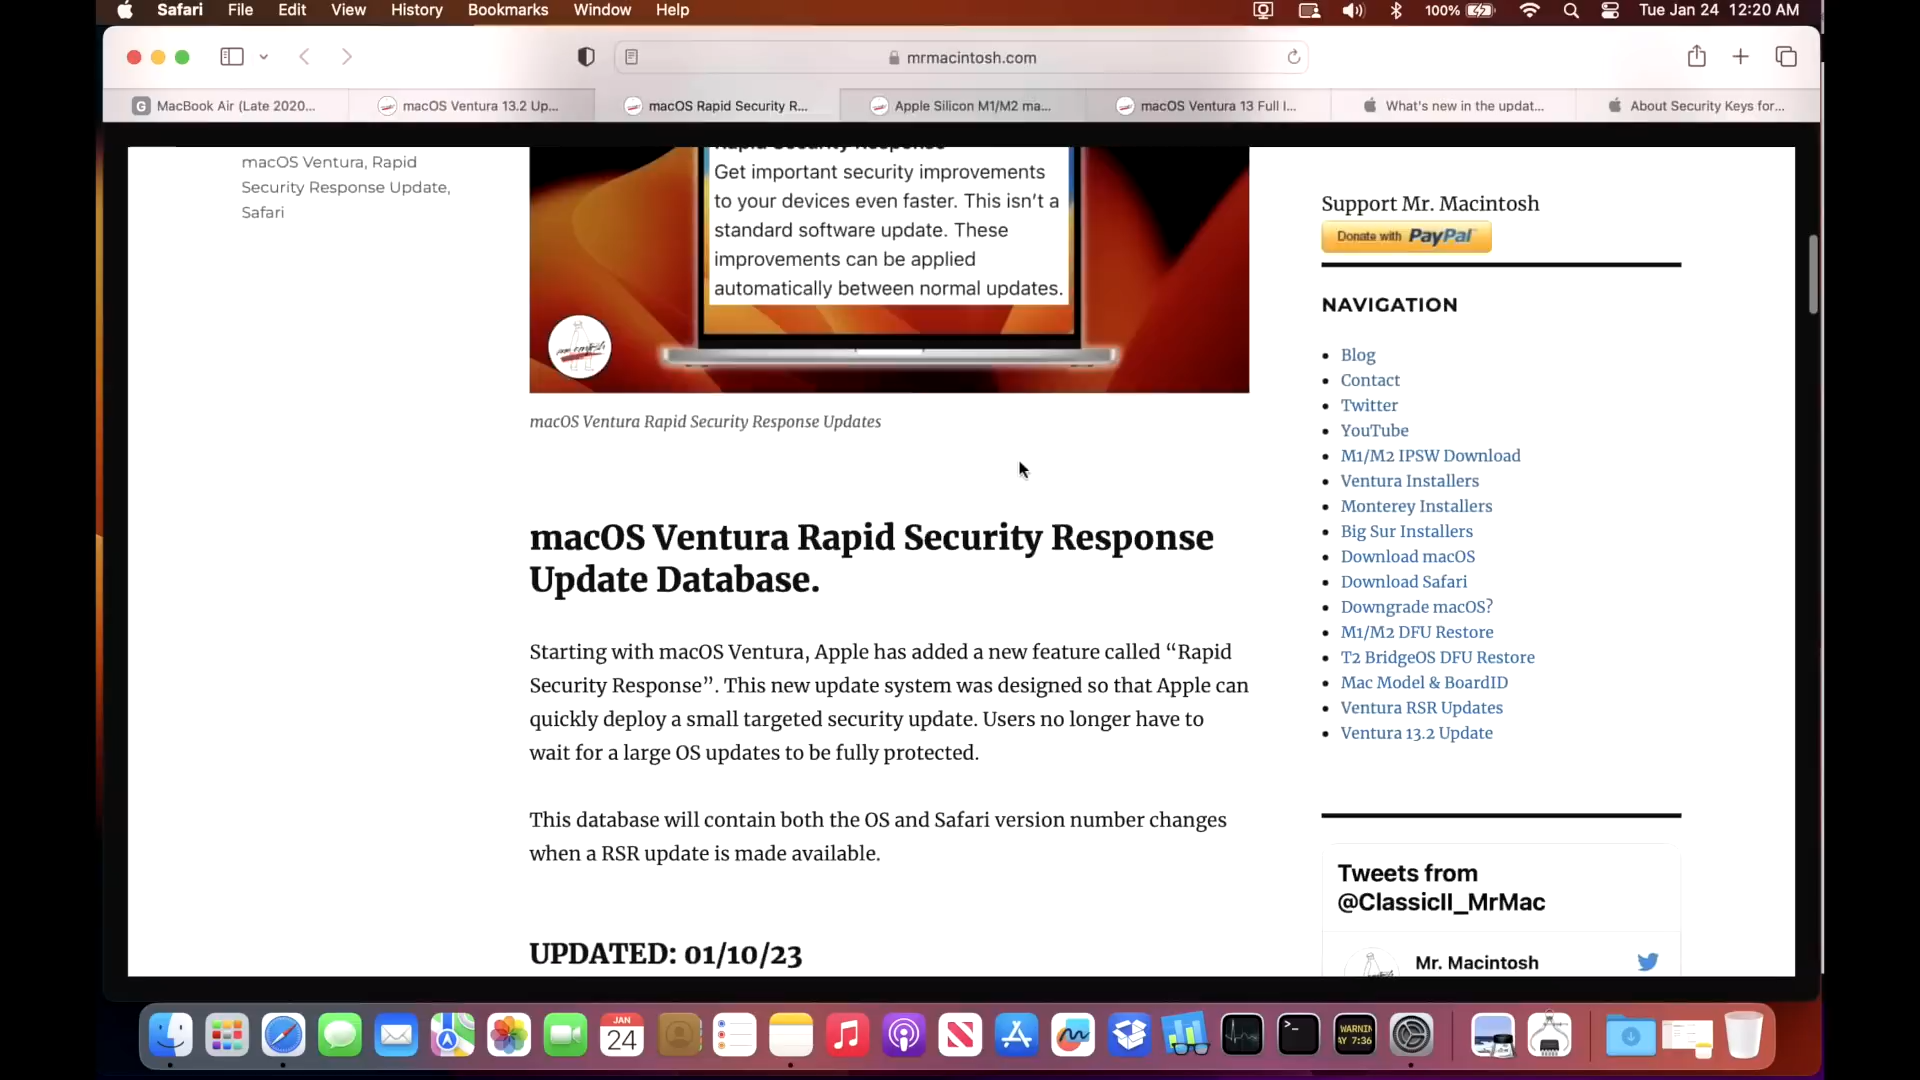 Safari File Edit View History Bookmarks Window Help 100% Tue Jan 24 12:20 AM
mrmacintosh.com
G MacBook Air (Late 2020... macOS Ventura 13.2 Up... macOS Rapid Security R... Apple Silicon M1/M2 ma... macOS Ventura 13 Full I... What's new in the updat... About Security Keys for...
macOS Ventura, Rapid
Security Response Update,
Safari
Rapid Security Response
Get important security improvements
to your devices even faster. This isn't a
standard software update. These
improvements can be applied
automatically between normal updates.
macOS Ventura Rapid Security Response Updates
macOS Ventura Rapid Security Response
Update Database.
Starting with macOS Ventura, Apple has added a new feature called “Rapid
Security Response”. This new update system was designed so that Apple can
quickly deploy a small targeted security update. Users no longer have to
wait for a large OS updates to be fully protected.
This database will contain both the OS and Safari version number changes
when a RSR update is made available.
UPDATED: 01/10/23
Support Mr. Macintosh
Donate with PayPal
NAVIGATION
Blog
Contact
Twitter
YouTube
M1/M2 IPSW Download
Ventura Installers
Monterey Installers
Big Sur Installers
Download macOS
Download Safari
Downgrade macOS?
M1/M2 DFU Restore
T2 BridgeOS DFU Restore
Mac Model & BoardID
Ventura RSR Updates
Ventura 13.2 Update
Tweets from
@ClassicII_MrMac
Mr. Macintosh
JAN
24
WARNIN
AY 7:36